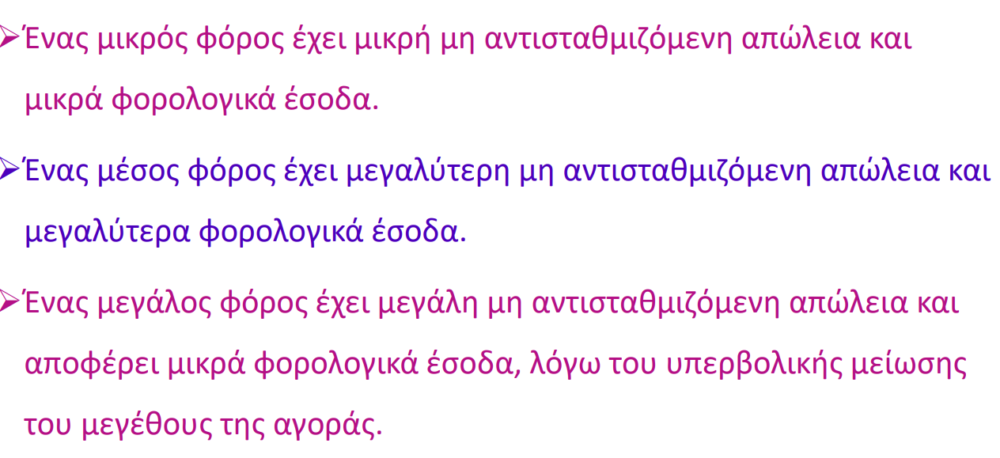 ➢Ένας μικρός φόρος έχει μικρή μη αντισταθμιζόμενη απώλεια και
μικρά φορολογικά έσοδα.
➢Ένας μέσος φόρος έχει μεγαλύτερη μη αντισταθμιζόμενη απώλεια και
μεγαλύτερα φορολογικά έσοδα.
➢Ένας μεγάλος φόρος έχει μεγάλη μη αντισταθμιζόμενη απώλεια και
αποφέρει μικρά φορολογικά έσοδα, λόγω του υπερβολικής μείωσης
του μεγέθους της αγοράς.